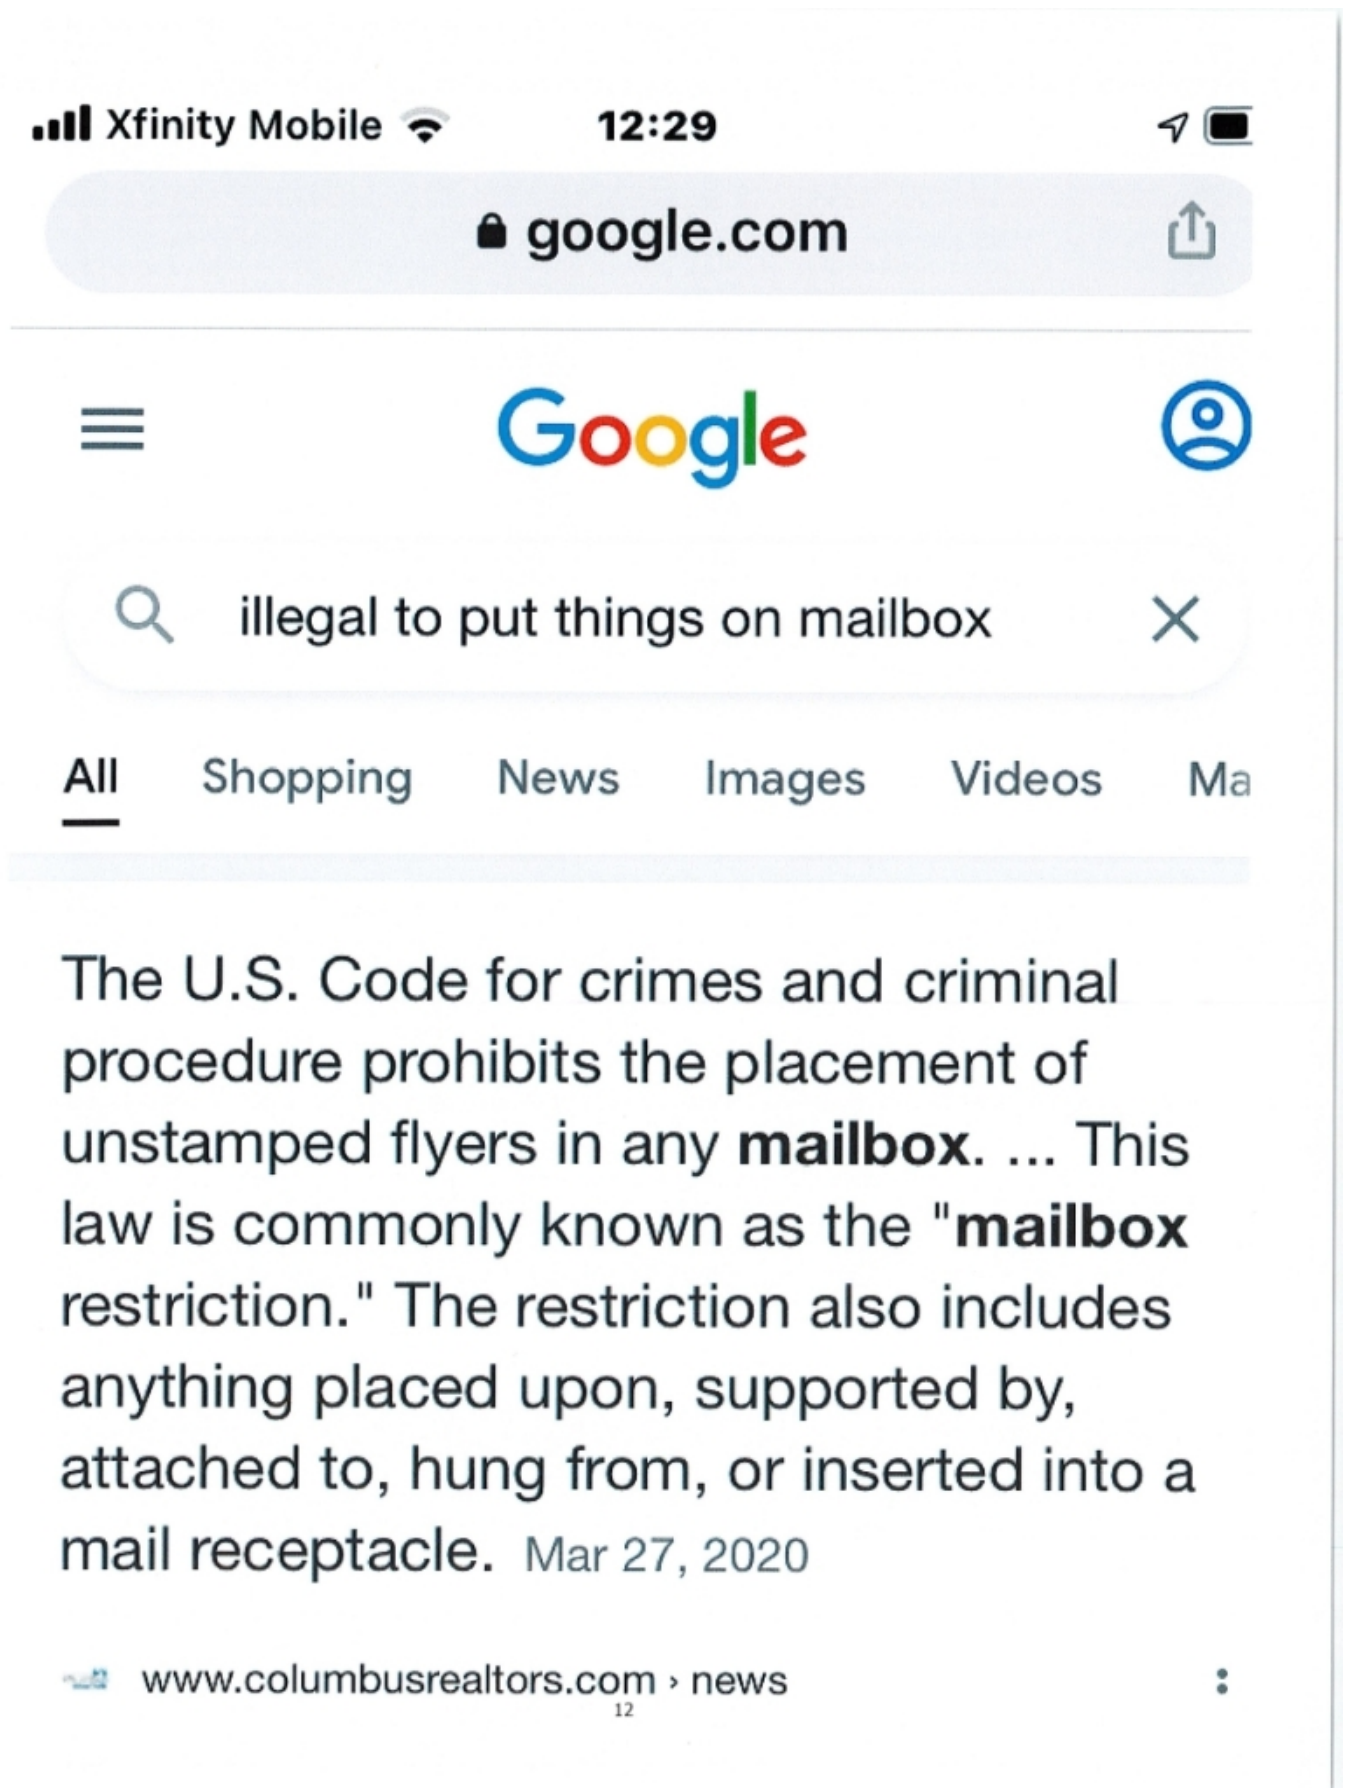 Xfinity Mobile 12:29
google.com
Google
illegal to put things on mailbox
All Shopping News Images Videos Ma
The U.S. Code for crimes and criminal
procedure prohibits the placement of
unstamped flyers in any mailbox. ... This
law is commonly known as the "mailbox
restriction." The restriction also includes
anything placed upon, supported by,
attached to, hung from, or inserted into a
mail receptacle. Mar 27, 2020
www.columbusrealtors.com › news
12